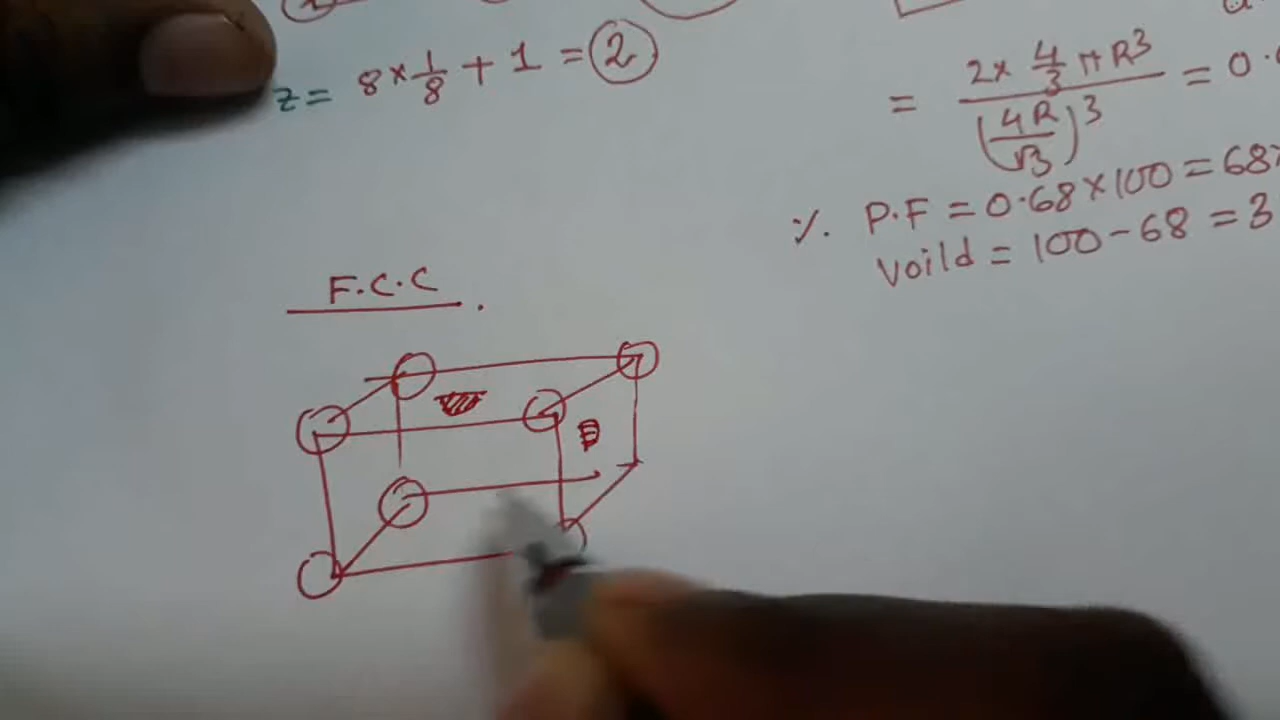 z = 8 × 1/8 + 1 = 2
= 2 × 4/3 π R³ / (4R/√3)³ = 0.
% P.F = 0.68 × 100 = 68%
Voild = 100 - 68 = 3
F.C.C.